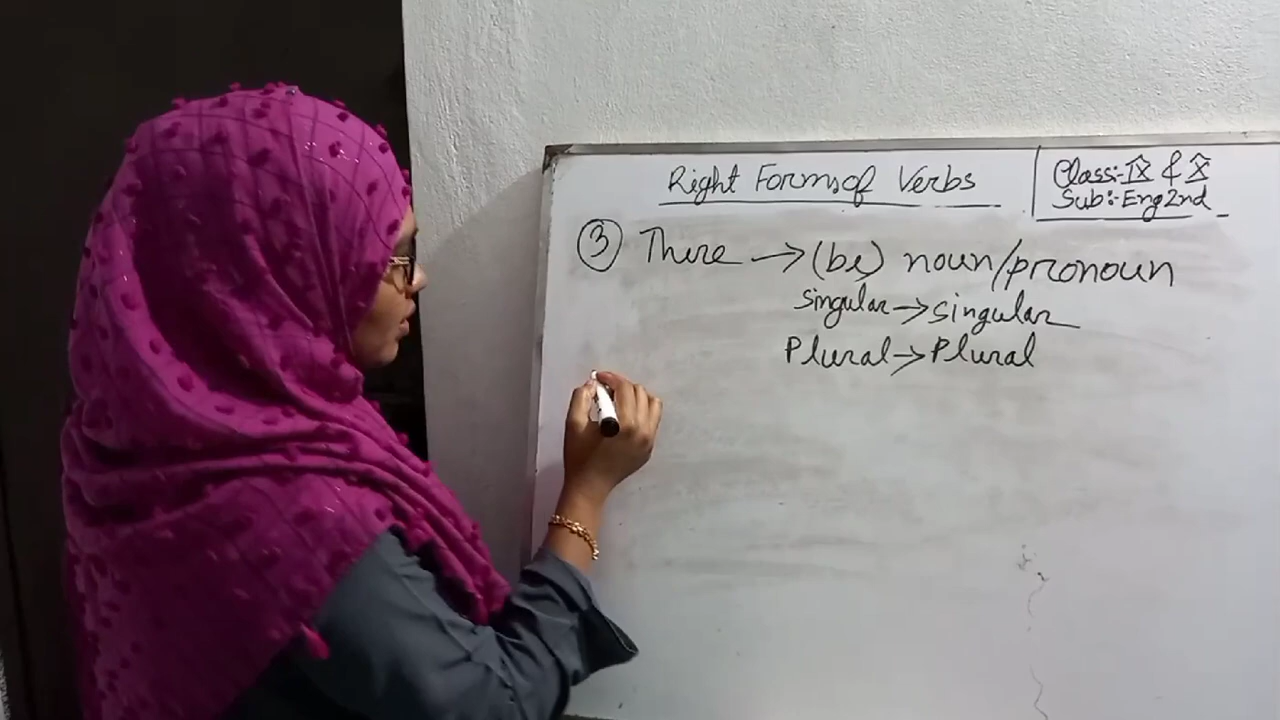 Right Forms of Verbs
Class:- IX & X
Sub:- Eng 2nd
③ There → (be) noun/pronoun
Singular → singular
Plural → Plural